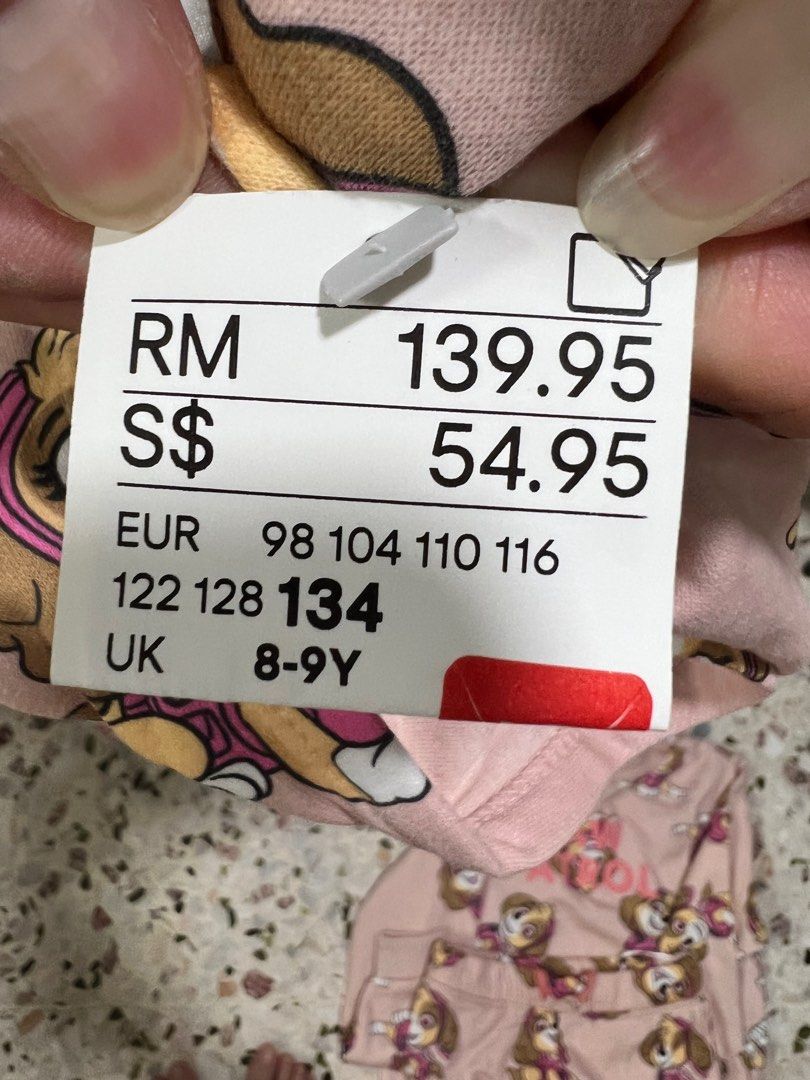 RM 139.95
S$ 54.95
EUR 98 104 110 116
122 128 134
UK 8-9Y